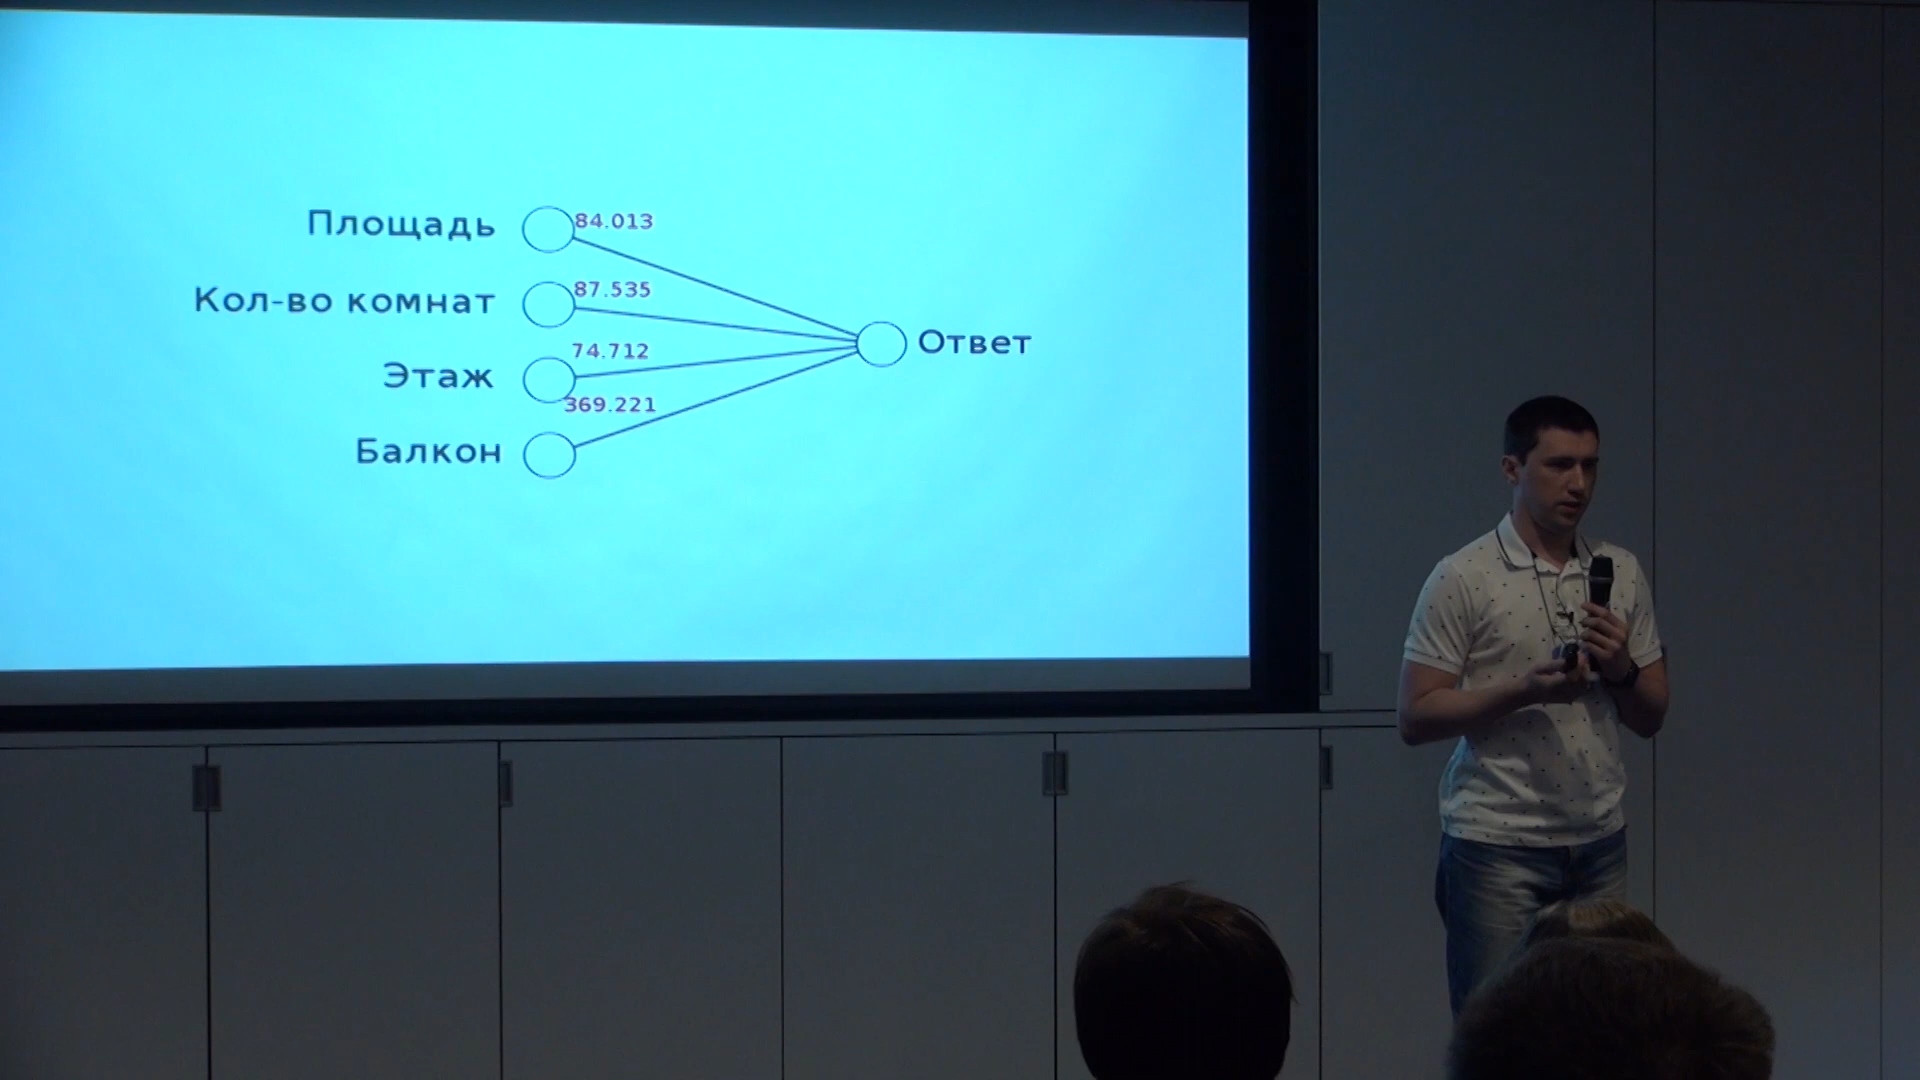 Площадь 84.013
Кол-во комнат 87.535
Ответ
Этаж 74.712
369.221
Балкон